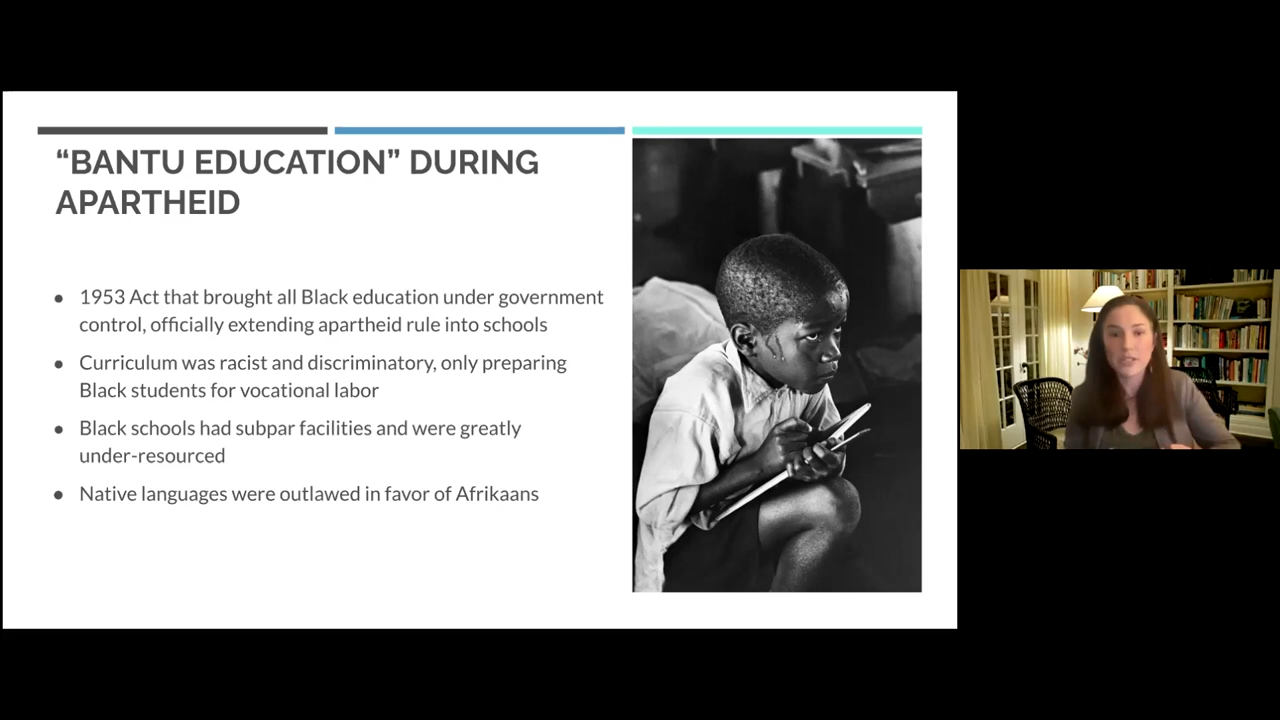 “BANTU EDUCATION” DURING
APARTHEID
● 1953 Act that brought all Black education under government
control, officially extending apartheid rule into schools
● Curriculum was racist and discriminatory, only preparing
Black students for vocational labor
● Black schools had subpar facilities and were greatly
under-resourced
● Native languages were outlawed in favor of Afrikaans